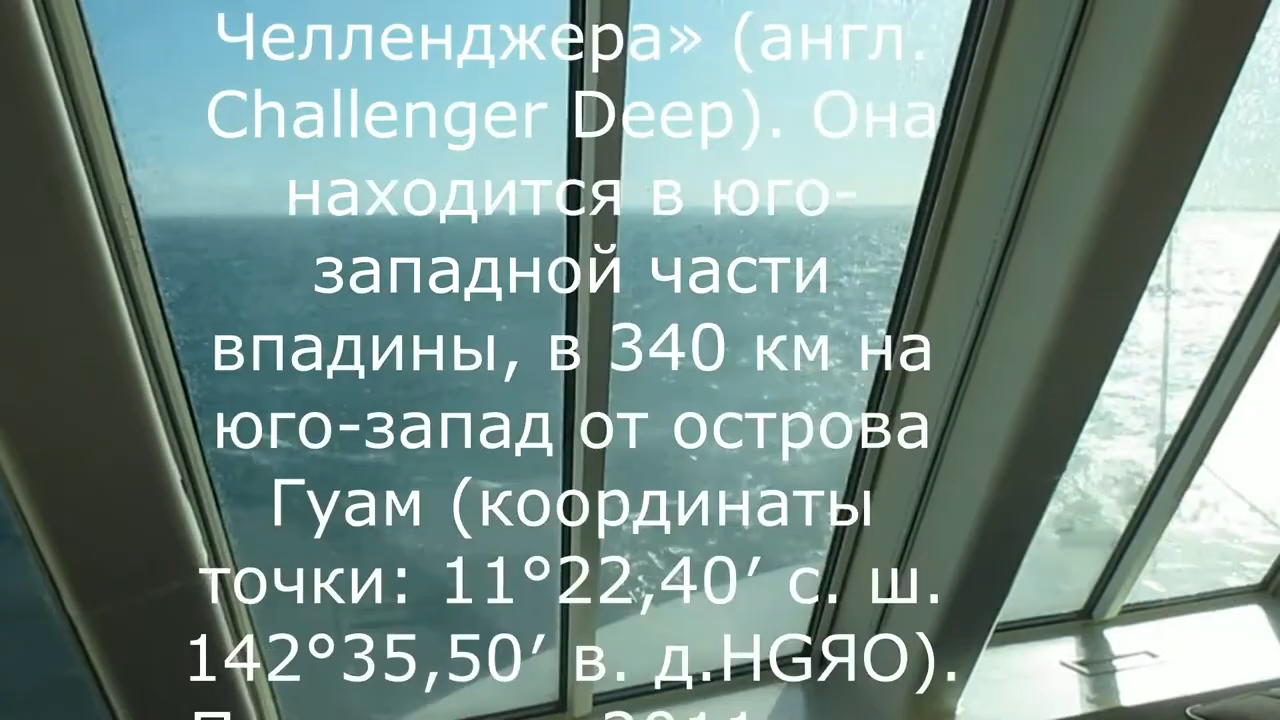 Челленджера» (англ.
Challenger Deep). Она
находится в юго-
западной части
впадины, в 340 км на
юго-запад от острова
Гуам (координаты
точки: 11°22,40′ с. ш.
142°35,50′ в. д.HGЯO).